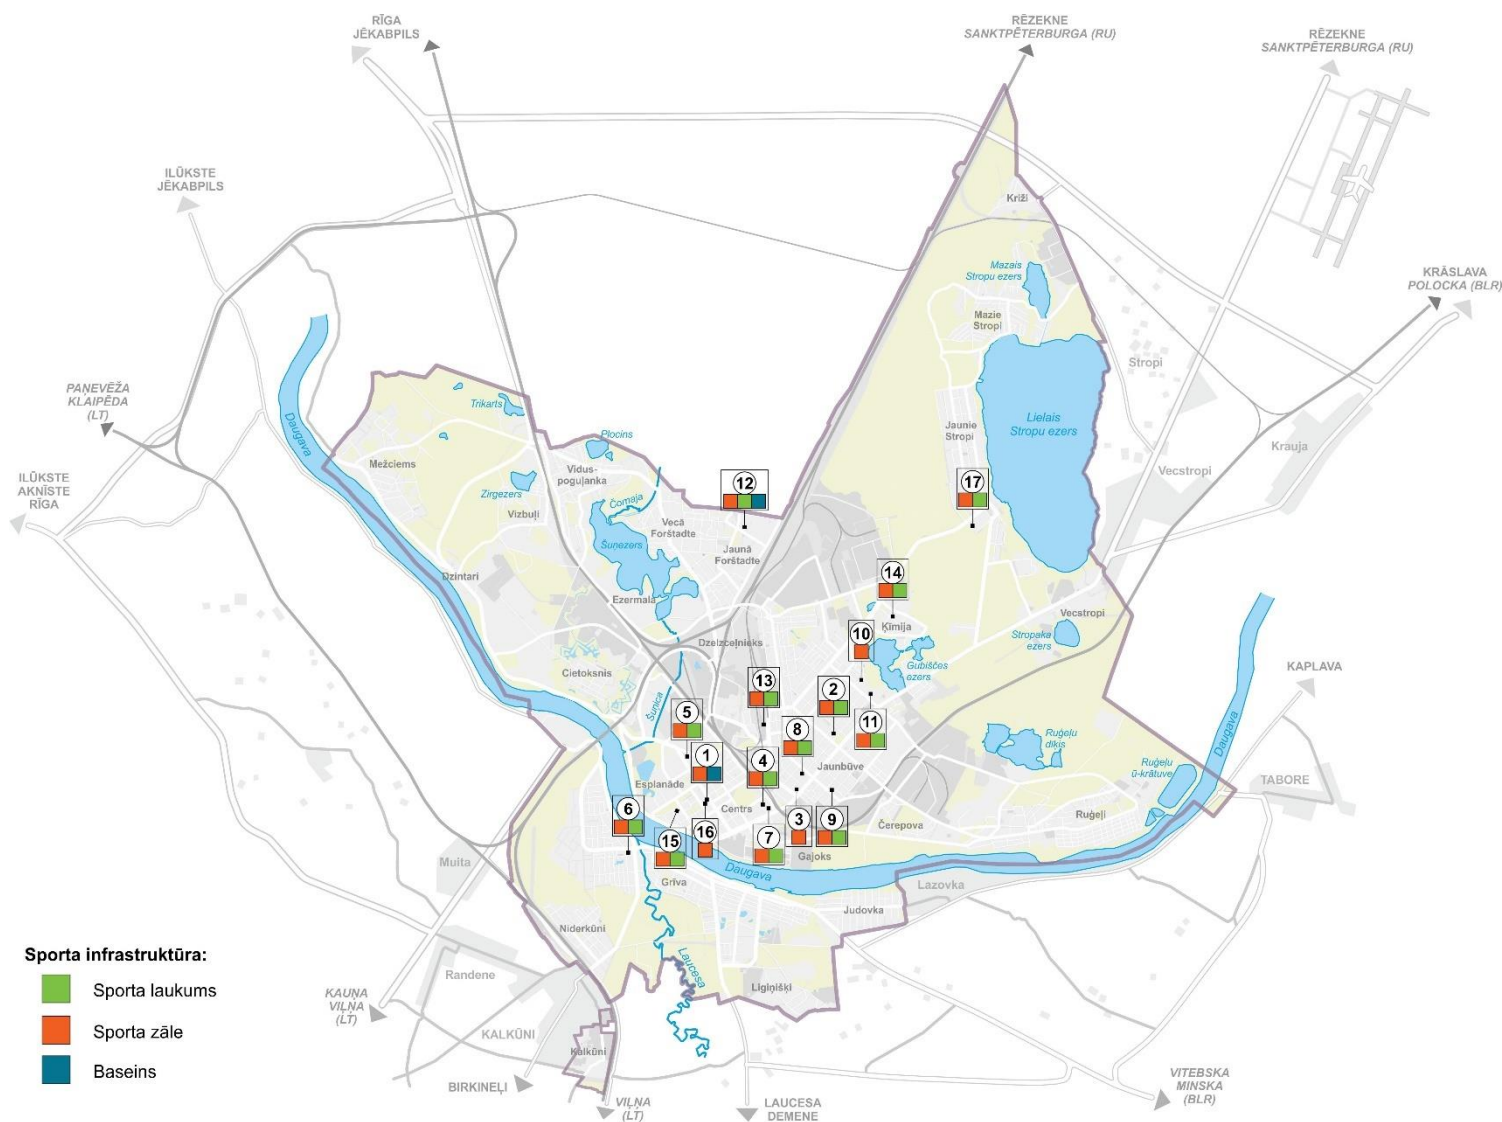 RĪGA
JĒKABPILS
RĒZEKNE
SANKTPĒTERBURGA (RU)
RĒZEKNE
SANKTPĒTERBURGA (RU)
ILŪKSTE
JĒKABPILS
Križi
Mazais
Stropu ezers
KRĀSLAVA
POLOCKA (BLR)
Mazie
Stropi
Stropi
PAŅEVĒŽA
KLAIPĒDA
(LT)
Trikarts
Daugava
Plocins
Lielais
Stropu ezers
Jaunie
Stropi
Krauja
Mežciems
Vidus-
poguļanka
Vecstropi
ILŪKSTE
AKNĪSTE
RĪGA
12
17
Zirgezers
Čornaja
Vizbuļi
Vecā
Forštadte
Šuņezers
Jaunā
Forštadte
Dzintari
14
Ezermala
Vecstropi
Ķīmija
10
Stropaka
ezers
Dzelzceļnieks
Gubiščes
ezers
KAPLAVA
Cietoksnis
13
2
Šuņica
5
11
8
Ruģeļu
dīķis
Daugava
1
4
Jaunbūve
Ruģeļu
ū-krātuve
TABORE
Esplanāde
6
Centrs
3
9
Čerepova
Ruģeļi
15
16
7
Gajoks
Muita
Daugava
Grīva
Lazovka
Judovka
Niderkūni
Sporta infrastruktūra:
Laucesa
Randene
Liginišķi
Sporta laukums
KAUŅA
VIĻŅA
(LT)
Sporta zāle
KALKŪNI
Kalkūni
Baseins
BIRKINEĻI
VIĻŅA
(LT)
LAUCESA
DEMENE
VITEBSKA
MINSKA
(BLR)